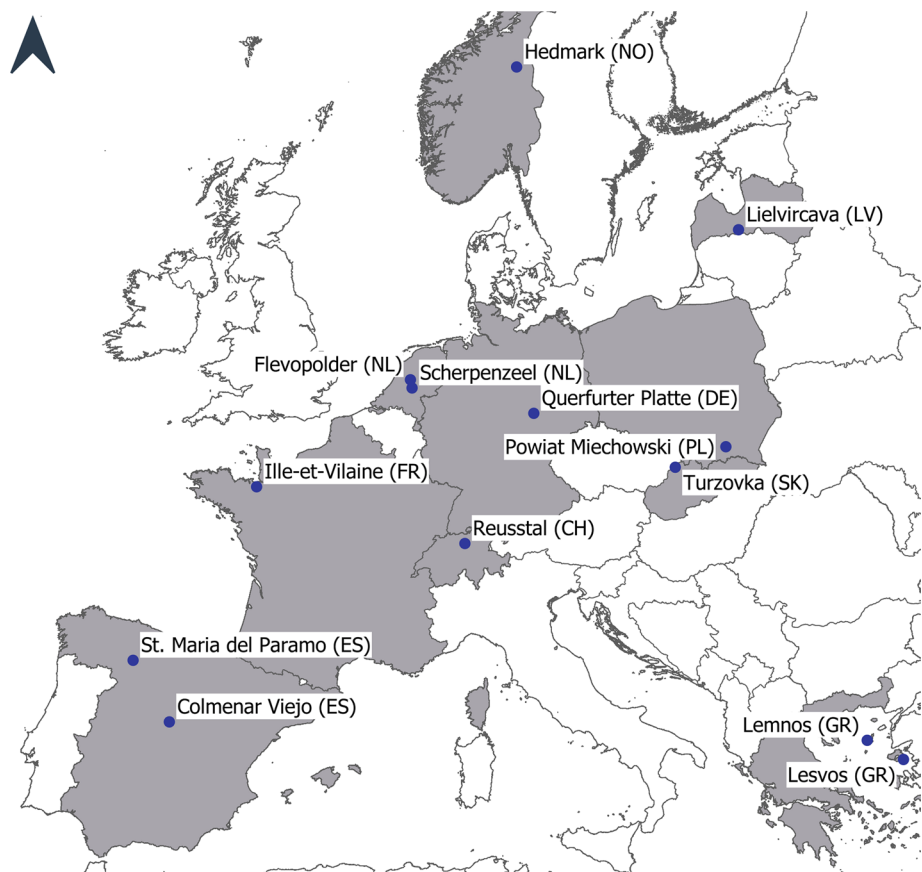 Hedmark (NO)
Lielvircava (LV)
Flevopolder (NL)
Scherpenzeel (NL)
Querfurter Platte (DE)
Powiat Miechowski (PL)
Ille-et-Vilaine (FR)
Turzovka (SK)
Reusstal (CH)
St. Maria del Paramo (ES)
Colmenar Viejo (ES)
Lemnos (GR)
Lesvos (GR)